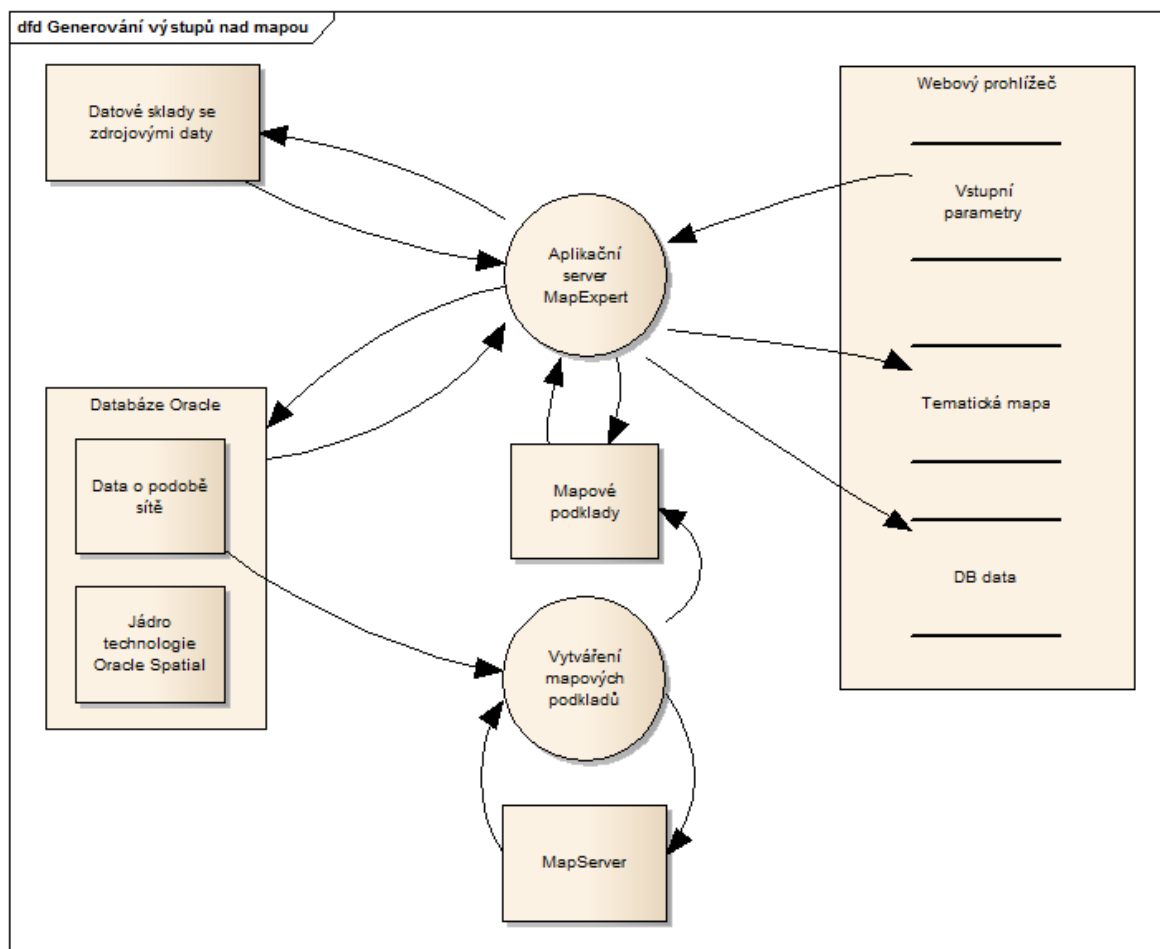 dfd Generování výstupů nad mapou
Datové sklady se
zdrojovými daty
Webový prohlížeč
Vstupní
parametry
Aplikační
server
MapExpert
Databáze Oracle
Tematická mapa
Data o podobě
sítě
Mapové
podklady
DB data
Jádro
technologie
Oracle Spatial
Vytváření
mapových
podkladů
MapServer